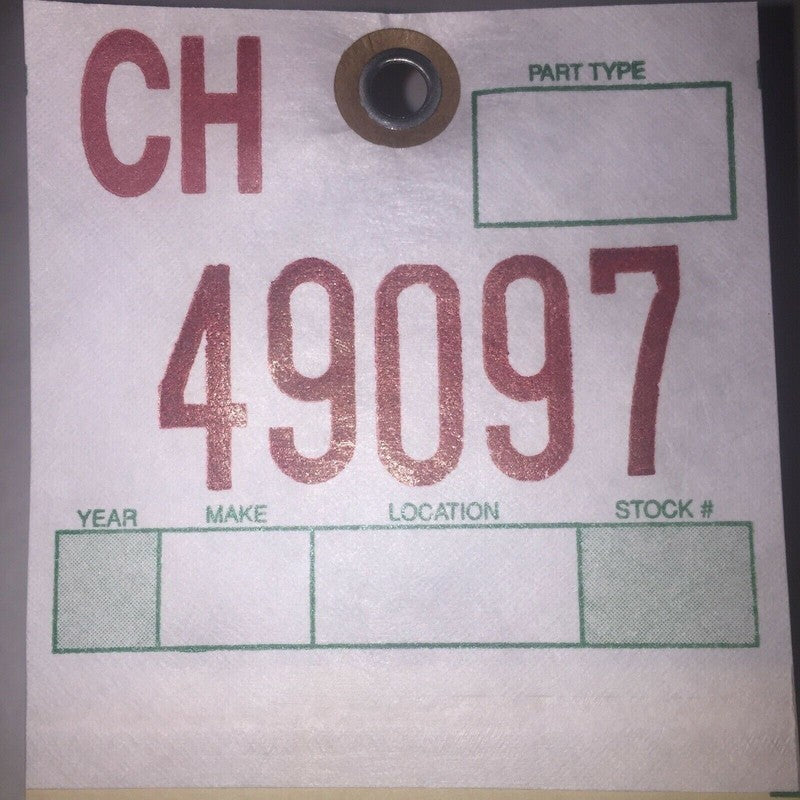 CH
PART TYPE
49097
YEAR MAKE LOCATION STOCK #